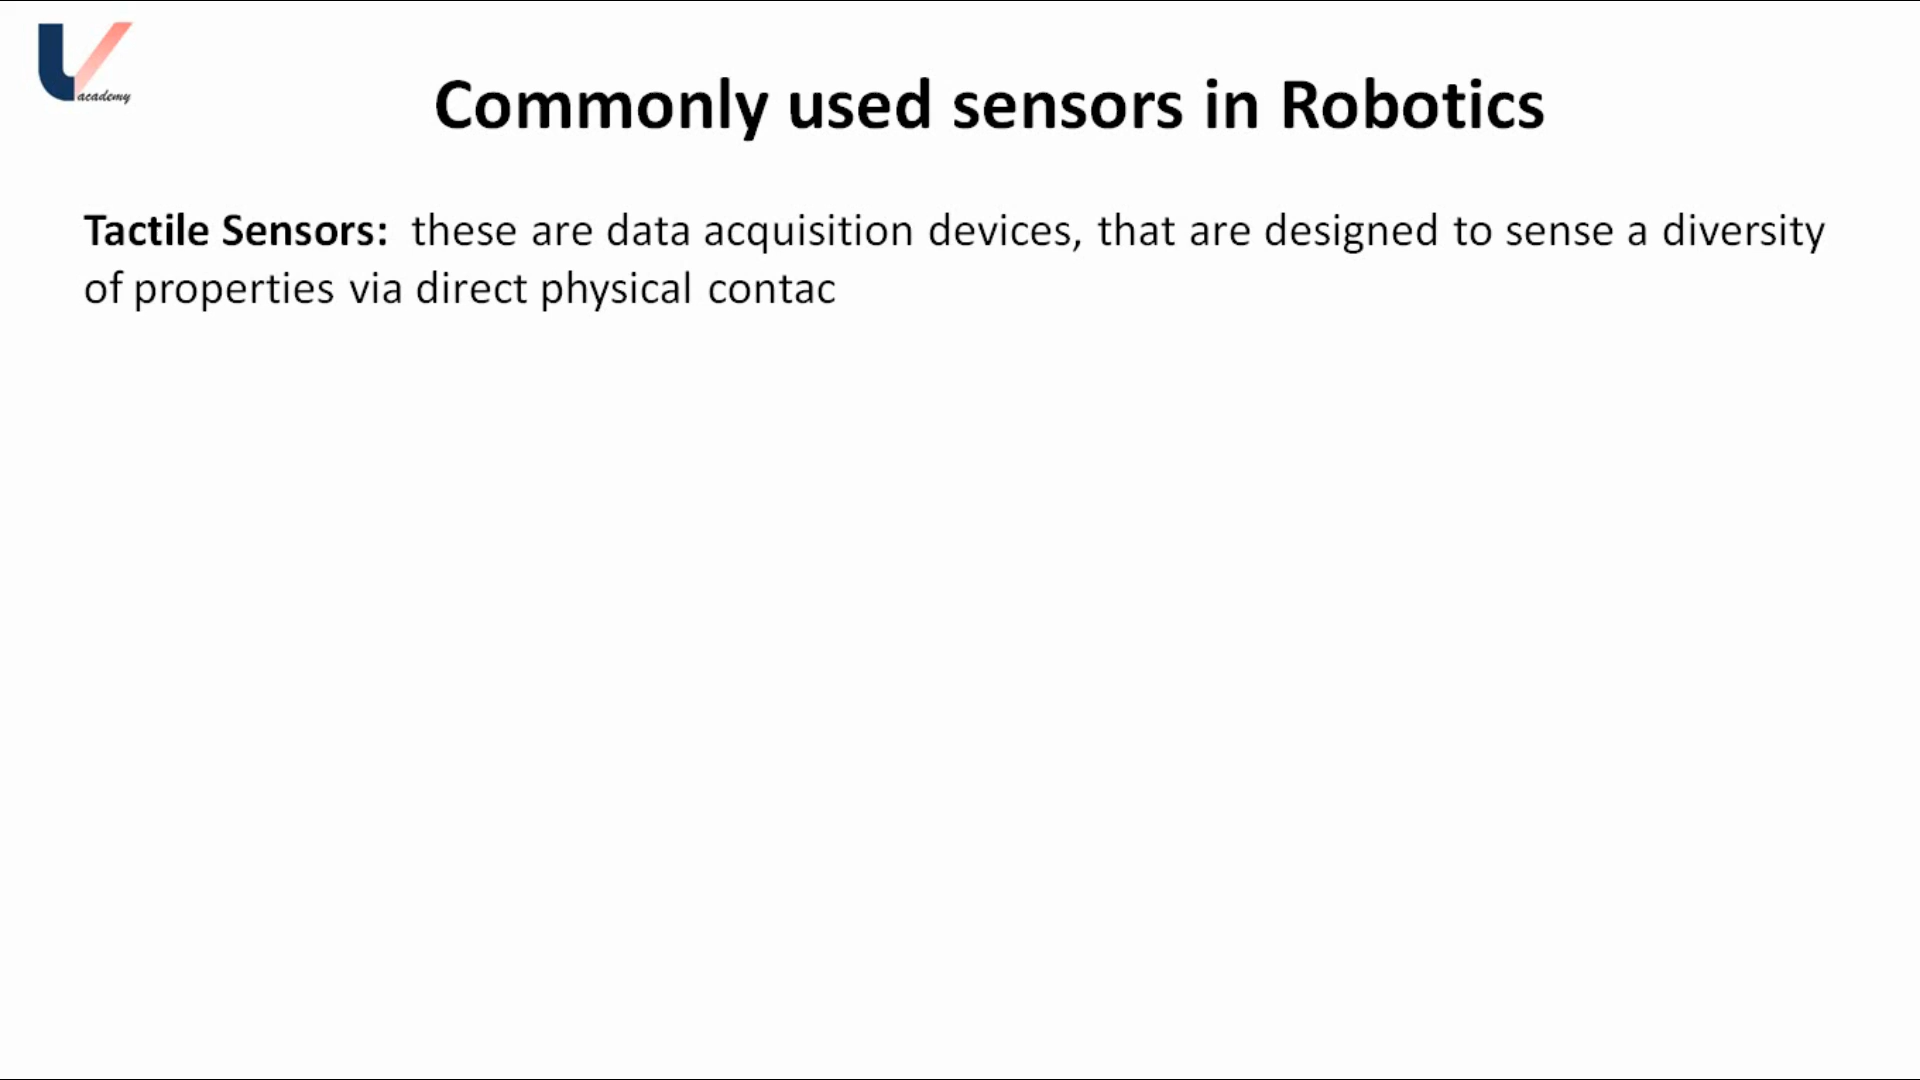 academy
Commonly used sensors in Robotics
Tactile Sensors: these are data acquisition devices, that are designed to sense a diversity
of properties via direct physical contac